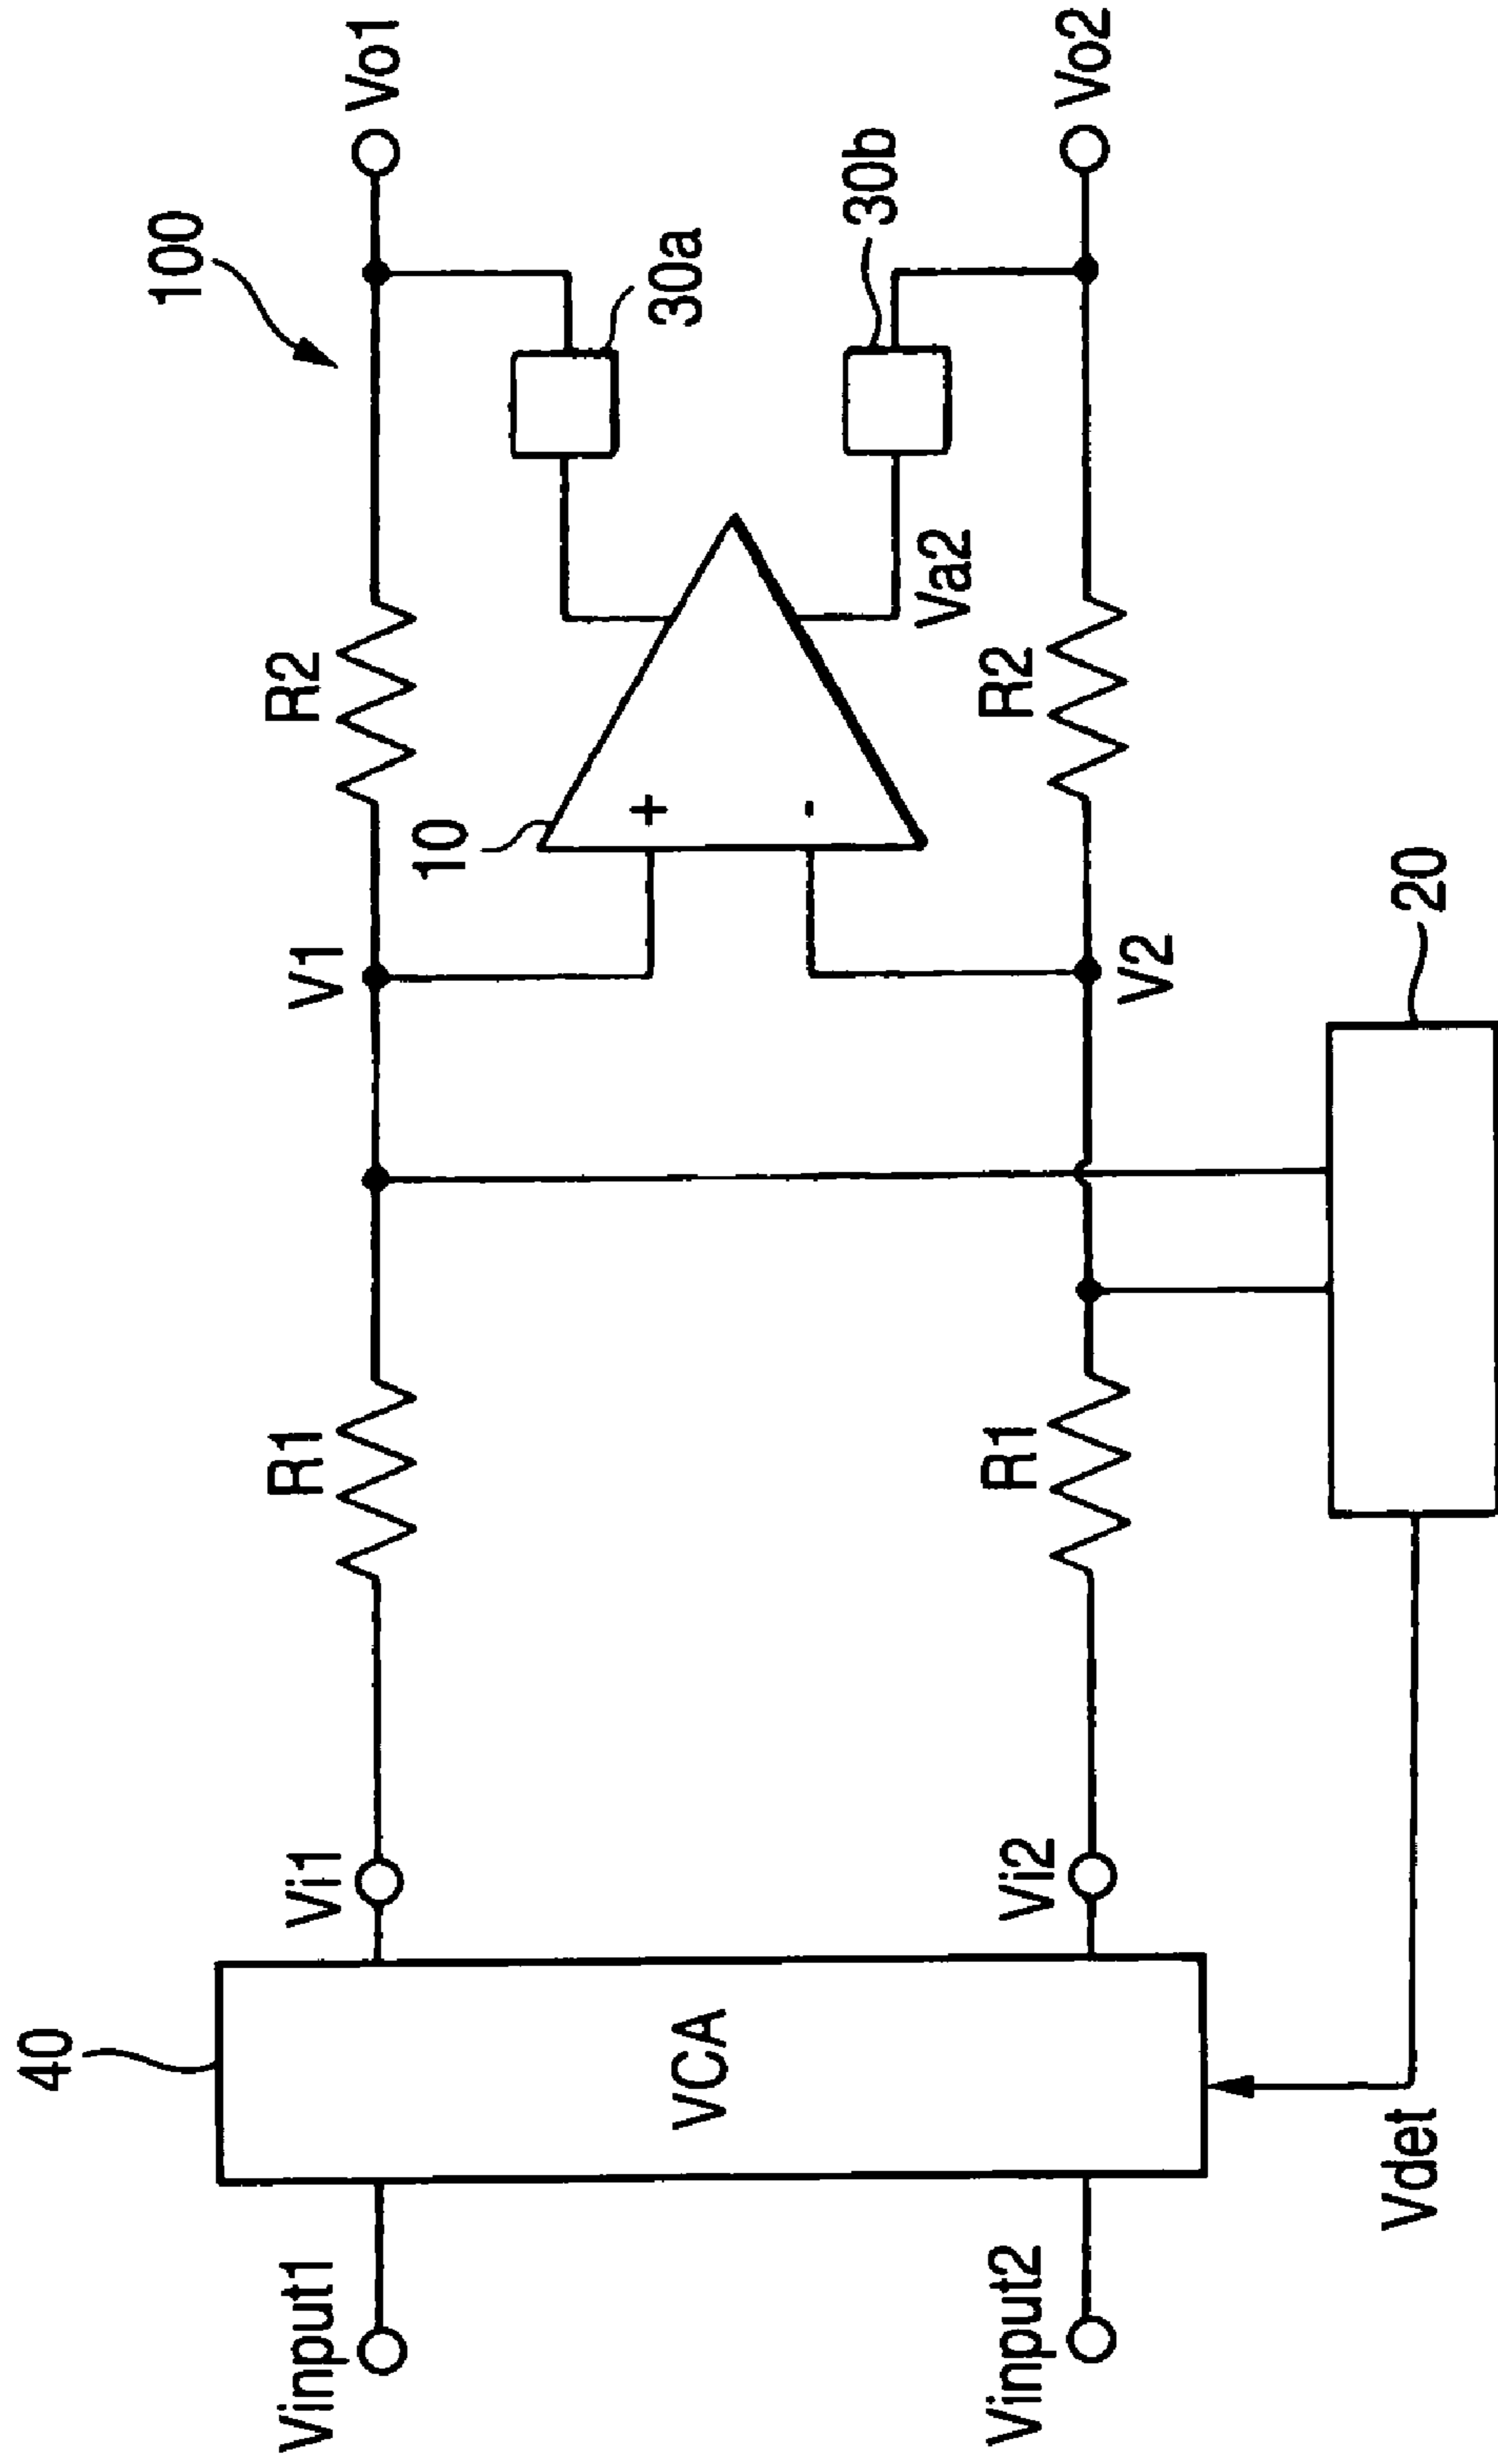 100
Vinput1
40
VCA
Vi1
R1
V1
R2
Vo1
10
+
-
30a
30b
Va2
Vinput2
Vi2
R1
V2
R2
Vo2
Vdet
20